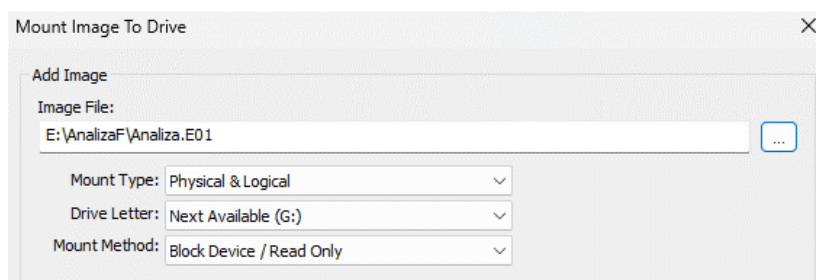 Mount Image To Drive
Add Image
Image File:
E:\AnalizaF\Analiza.E01
...
Mount Type: Physical & Logical
Drive Letter: Next Available (G:)
Mount Method: Block Device / Read Only